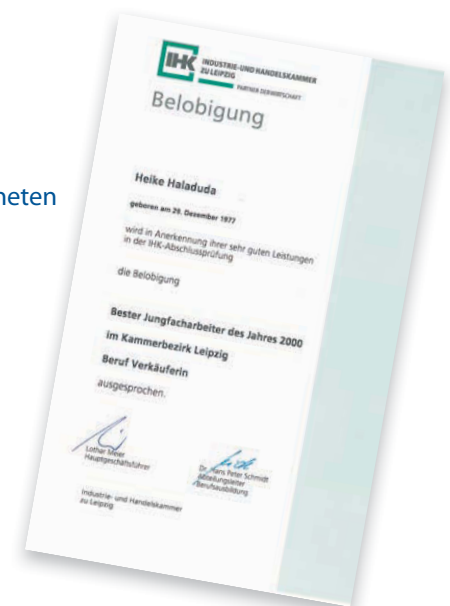 neten
IHK INDUSTRIE- UND HANDELSKAMMER
ZU LEIPZIG
PARTNER DER WIRTSCHAFT
Belobigung
Heike Haladuda
geboren am 29. Dezember 1977
wird in Anerkennung ihrer sehr guten Leistungen
in der IHK-Abschlussprüfung
die Belobigung
Bester Jungfacharbeiter des Jahres 2000
im Kammerbezirk Leipzig
Beruf Verkäuferin
ausgesprochen.
Lothar Meier
Hauptgeschäftsführer
Dr. Hans Peter Schmidt
Abteilungsleiter
Berufsausbildung
Industrie- und Handelskammer
zu Leipzig